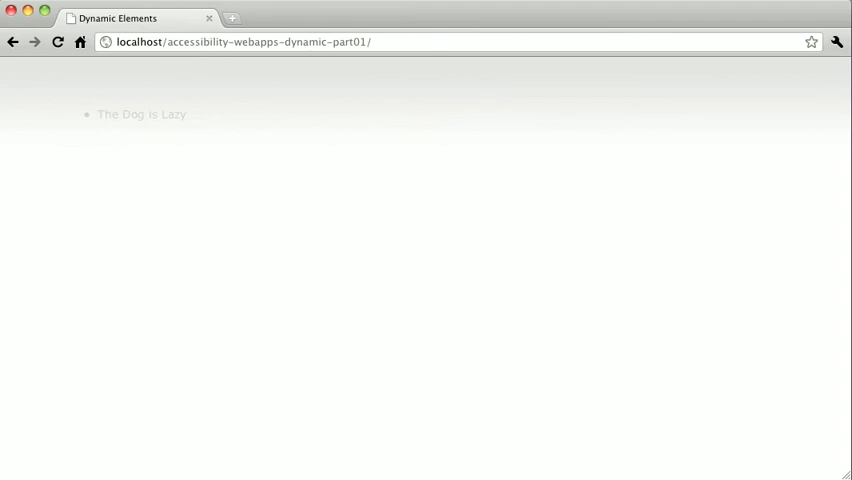 Dynamic Elements
localhost/accessibility-webapps-dynamic-part01/
• The Dog is Lazy